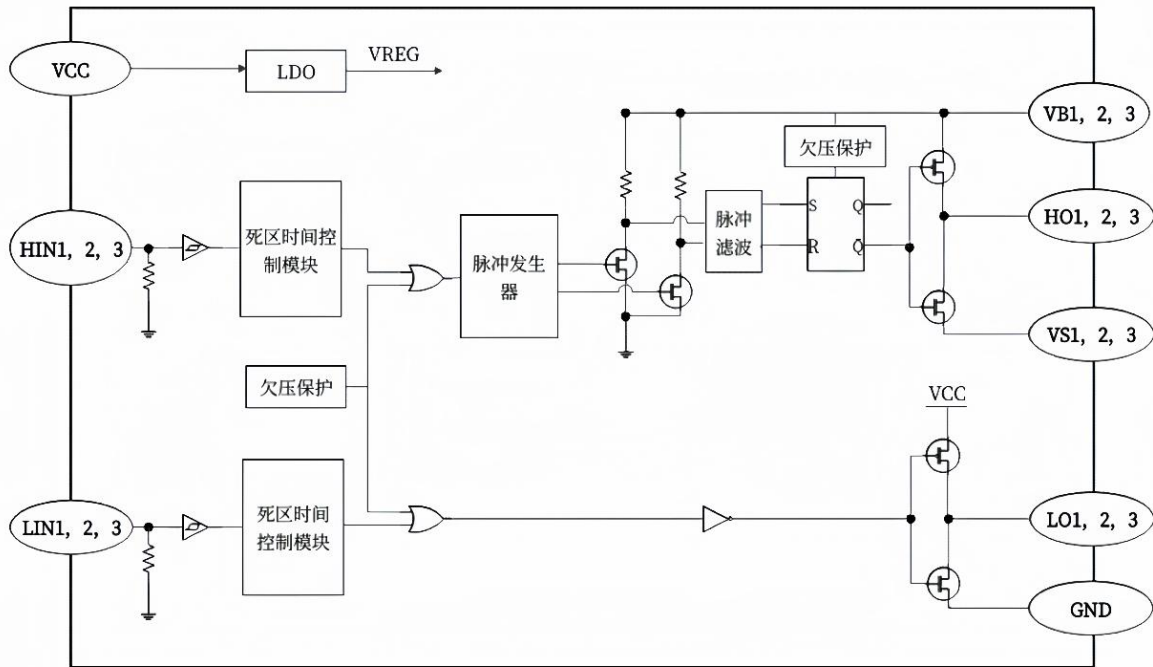 VCC
LDO
VREG
VB1, 2, 3
欠压保护
HIN1, 2, 3
死区时间控
制模块
脉冲发生
器
脉冲
滤波
S
Q
R
Q̅
HO1, 2, 3
VS1, 2, 3
欠压保护
VCC
LIN1, 2, 3
死区时间
控制模块
LO1, 2, 3
GND